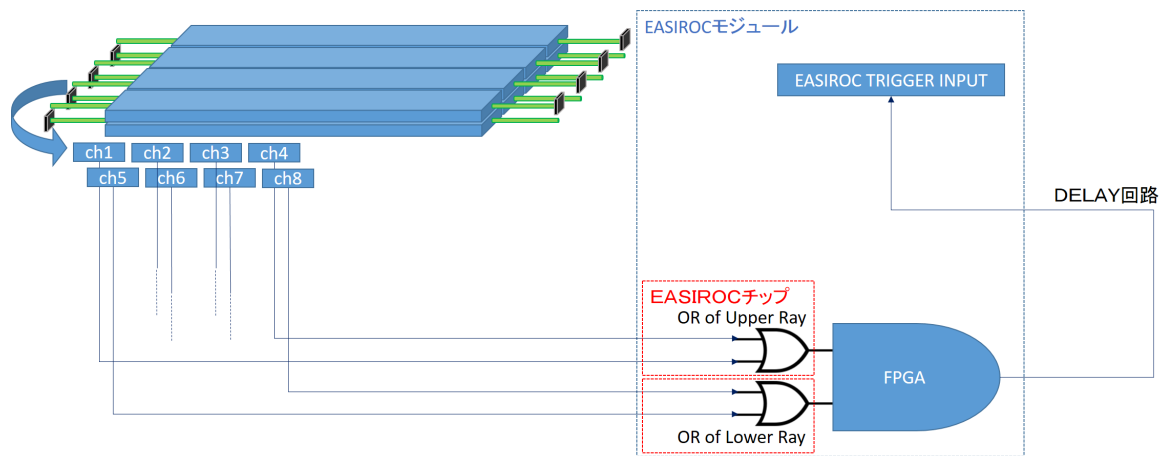 EASIROCモジュール
EASIROC TRIGGER INPUT
ch1 ch2 ch3 ch4
ch5 ch6 ch7 ch8
DELAY回路
EASIROCチップ
OR of Upper Ray
FPGA
OR of Lower Ray